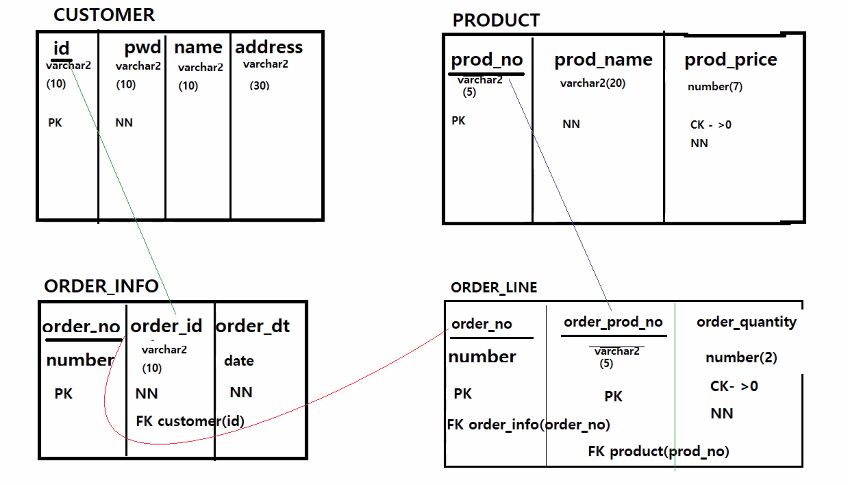 CUSTOMER
id pwd name address
varchar2 varchar2 varchar2 varchar2
(10) (10) (10) (30)
PK NN
PRODUCT
prod_no prod_name prod_price
varchar2 varchar2(20) number(7)
(5)
PK NN CK - >0
NN
ORDER_INFO
order_no order_id order_dt
number varchar2 date
(10)
PK NN NN
FK customer(id)
ORDER_LINE
order_no order_prod_no order_quantity
number varchar2 number(2)
(5)
PK PK CK- >0
NN
FK order_info(order_no)
FK product(prod_no)